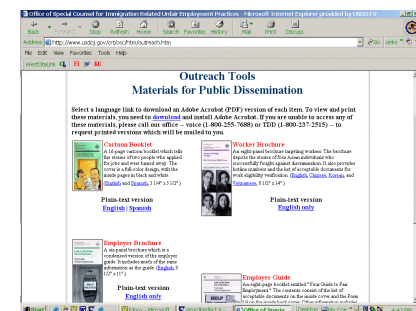 Office of Special Counsel for Immigration Related Unfair Employment Practices - Microsoft Internet Explorer provided by USDOJ V
Back Forward Stop Refresh Home Search Favorites History Mail Print Discuss
Address http://www.usdoj.gov/crt/osc/htm/outreach.htm Go Links
File Edit View Favorites Tools Help
WestCiteLink
Outreach Tools
Materials for Public Dissemination
Select a language link to download an Adobe Acrobat (PDF) version of each item. To view and print
these materials, you need to download and install Adobe Acrobat. If you are unable to access any of
these materials, please call our office -- voice (1-800-255-7688) or TDD (1-800-237-2515) -- to
request printed versions which will be mailed to you.
Cartoon Booklet
A 16-page cartoon booklet which tells
the stories of two people who applied
for jobs and were turned away. The
cover is a full-color design, with the
inside pages in black and white.
(English and Spanish, 3 1/4" x 5 1/2")
Plain-text version
English | Spanish
Worker Brochure
An eight-panel brochure targeting workers. The brochure
depicts the stories of four Asian individuals who
successfully fought against discrimination. It also provides
hotline numbers and the list of acceptable documents for
work eligibility verification. (English, Chinese, Korean, and
Vietnamese, 8 1/2" x 14")
Plain-text version
English only
Employer Brochure
A six-panel brochure which is a
condensed version of the employer
guide. It includes much of the same
information as the guide. (English, 8
1/2" x 11")
Plain-text version
English only
Employer Guide
An eight-page booklet entitled "Your Guide to Fair
Employment." The contents consist of the list of
acceptable documents on the inside cover and the Form
HELP
Start Inbox - Microsoft Office of Special Desktop